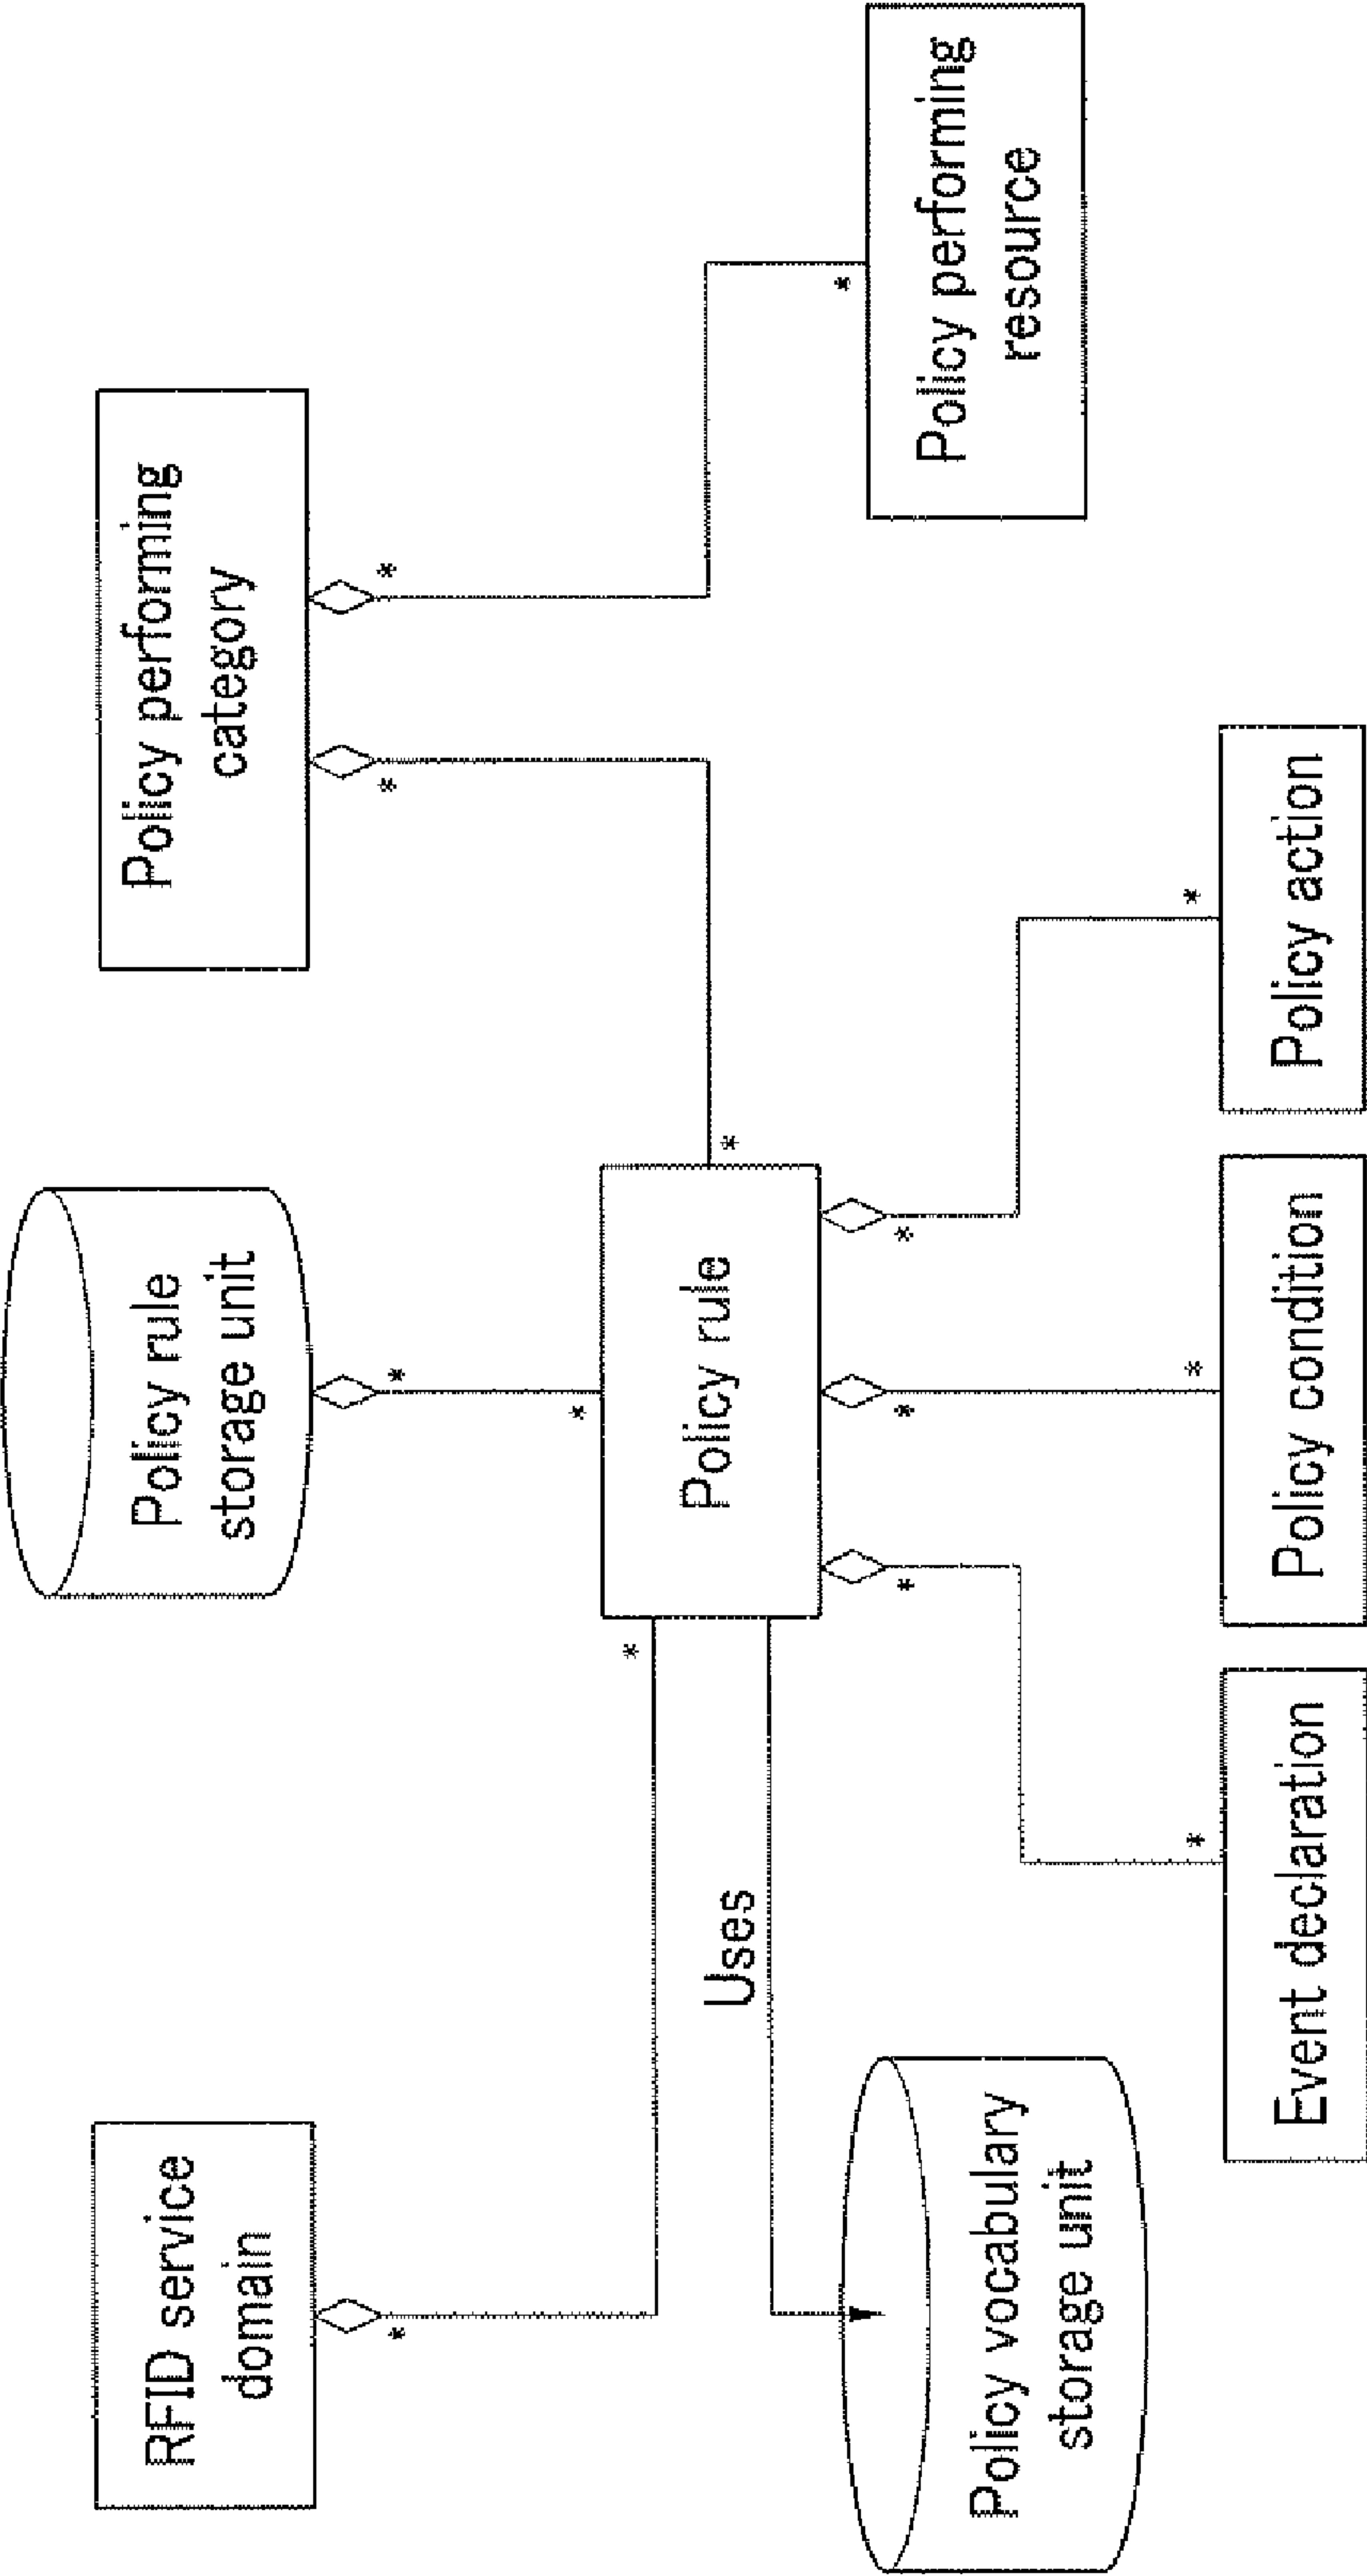 RFID service
domain
Policy rule
storage unit
Policy performing
category
*
*
*
*
*
*
*
Policy rule
*
Uses
*
Policy performing
resource
Policy vocabulary
storage unit
*
*
*
*
*
*
Event declaration
Policy condition
Policy action